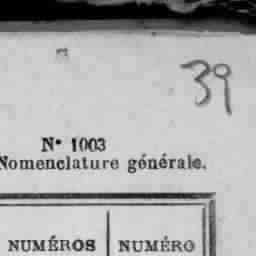 39
N° 1003
Nomenclature générale.
NUMÉROS NUMÉRO